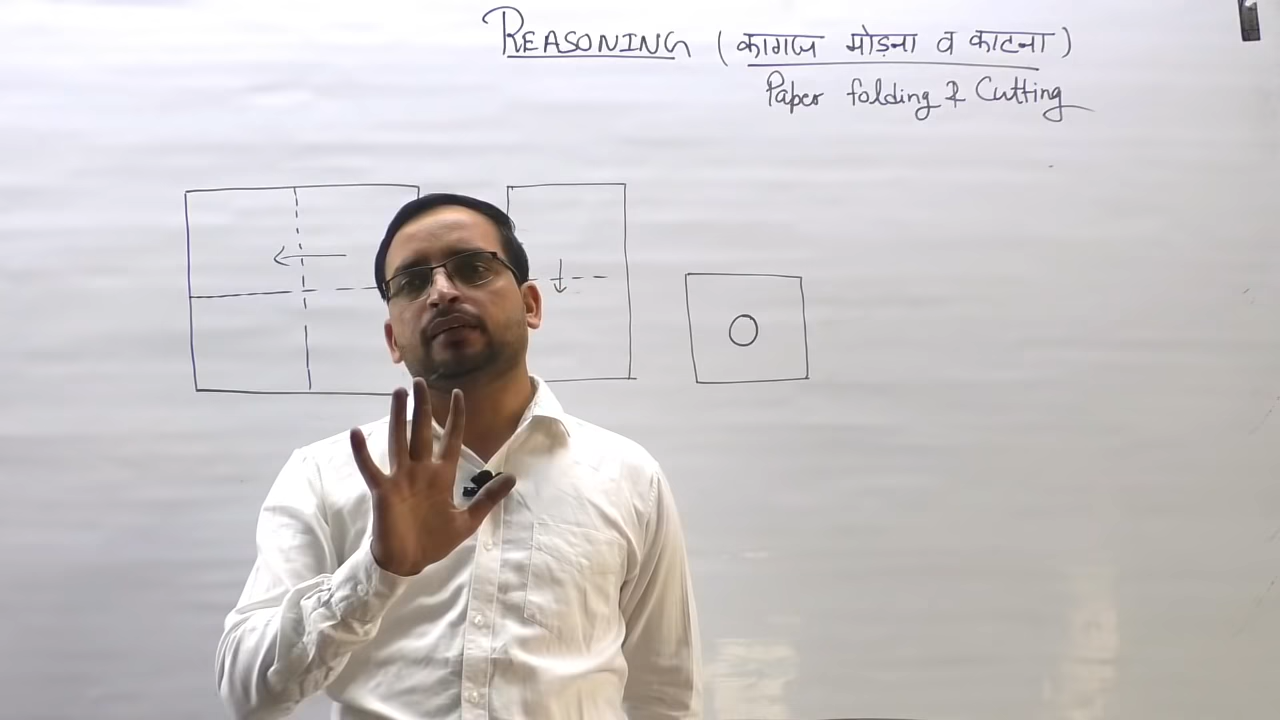 REASONING (कागज मोड़ना व काटना)
Paper folding & Cutting